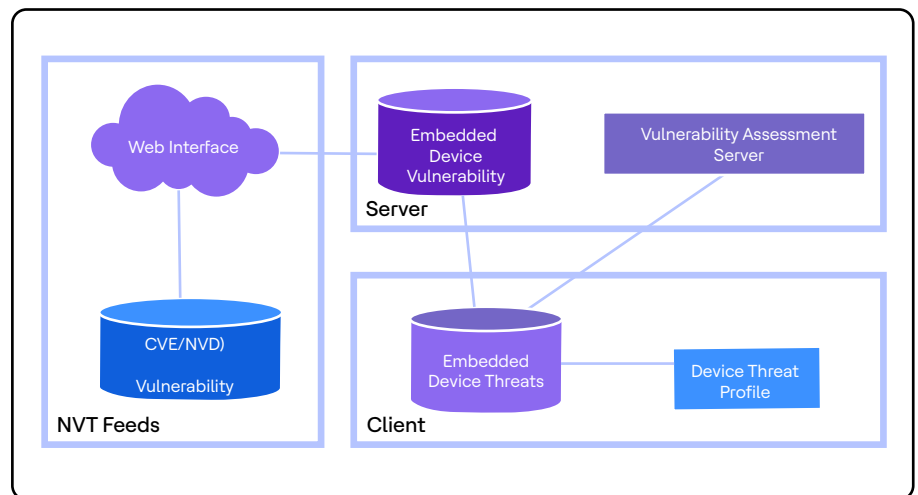 Web Interface
CVE/NVD)
Vulnerability
NVT Feeds
Embedded
Device
Vulnerability
Vulnerability Assessment
Server
Server
Embedded
Device Threats
Device Threat
Profile
Client